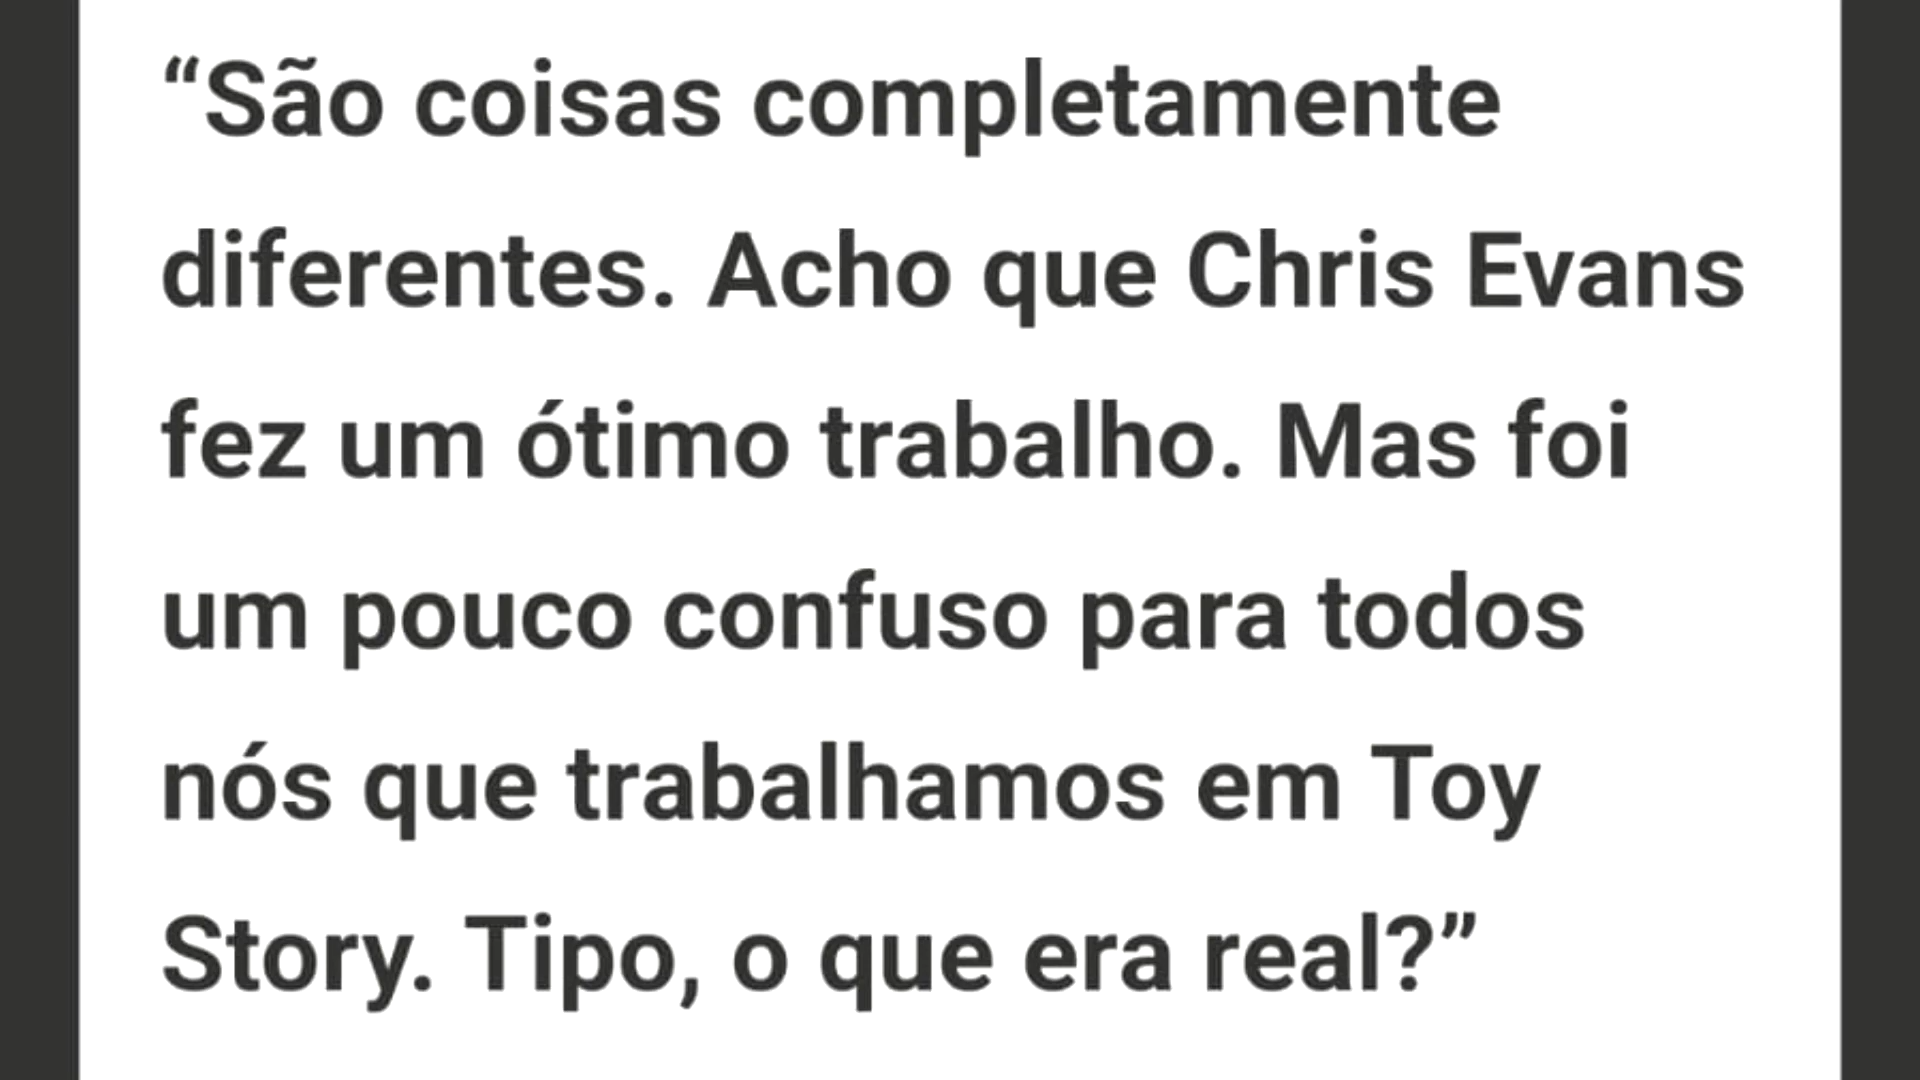 “São coisas completamente
diferentes. Acho que Chris Evans
fez um ótimo trabalho. Mas foi
um pouco confuso para todos
nós que trabalhamos em Toy
Story. Tipo, o que era real?”